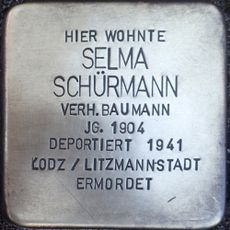 HIER WOHNTE
SELMA
SCHÜRMANN
VERH. BAUMANN
JG. 1904
DEPORTIERT 1941
ŁODZ / LITZMANNSTADT
ERMORDET